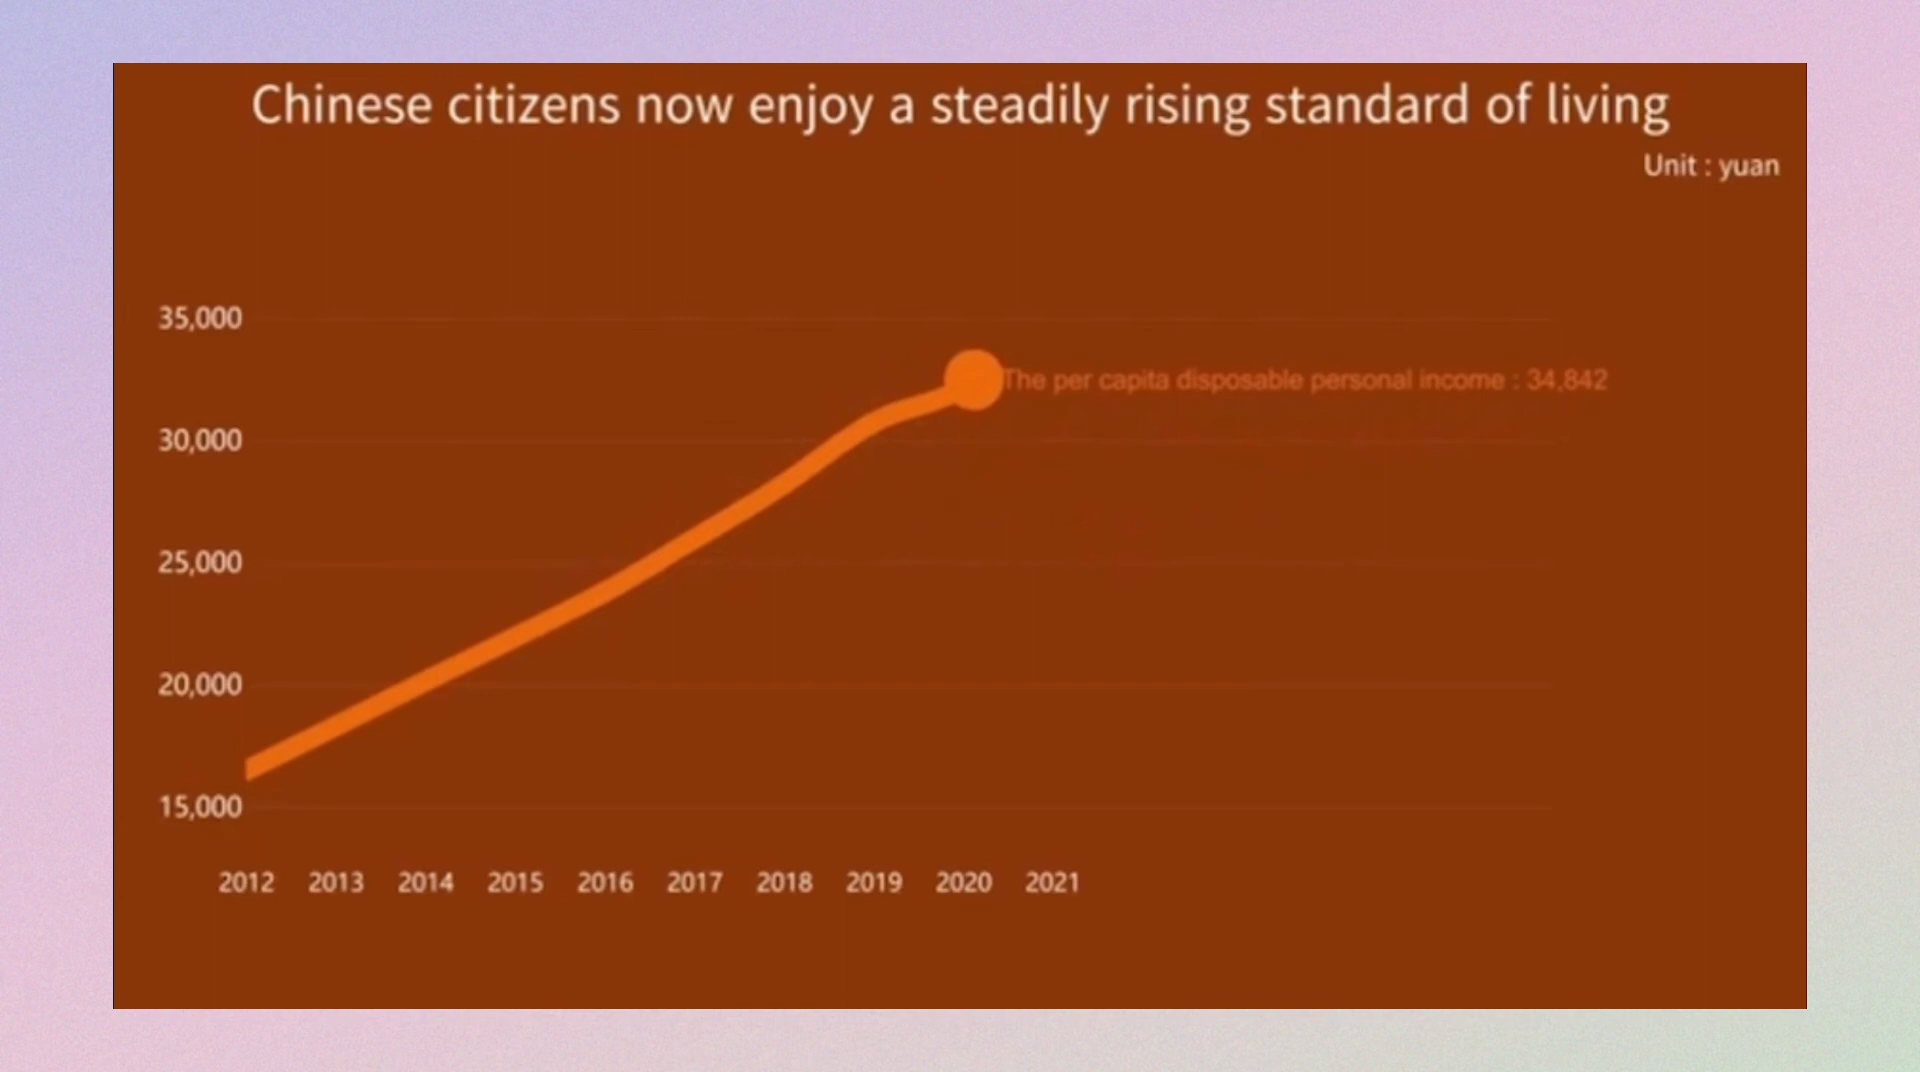 Chinese citizens now enjoy a steadily rising standard of living
Unit : yuan
35,000
The per capita disposable personal income : 34,842
30,000
25,000
20,000
15,000
2012 2013 2014 2015 2016 2017 2018 2019 2020 2021